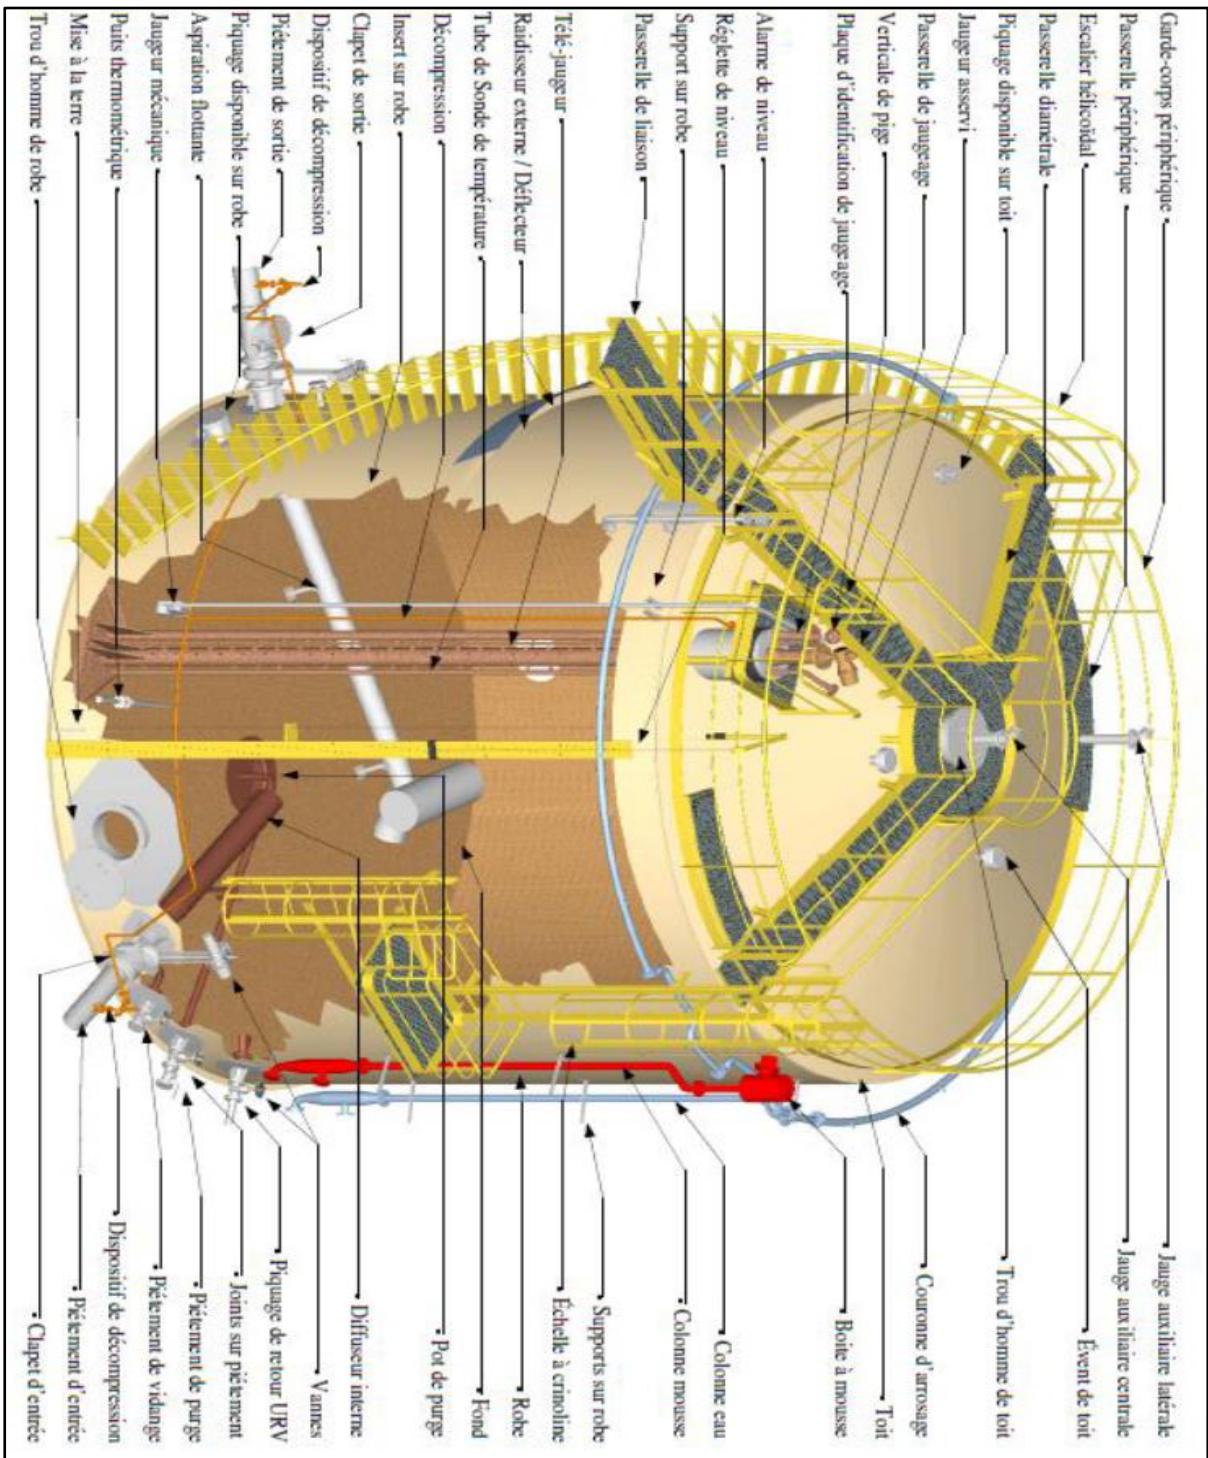 Garde-corps périphérique
Passerelle périphérique
Escalier hélicoïdal
Passerelle diamétrale
Piquage disponible sur toit
Jaugeur asservi
Passerelle de jaugeage
Verticale de pige
Plaque d'identification de jaugeage
Alarme de niveau
Réglette de niveau
Support sur robe
Passerelle de liaison
Télé-jaugeur
Raidisseur externe / Déflecteur
Tube de Sonde de température
Décompression
Insert sur robe
Clapet de sortie
Dispositif de décompression
Piétement de sortie
Piquage disponible sur robe
Aspiration flottante
Jaugeur mécanique
Puits thermométrique
Mise à la terre
Trou d'homme de robe
Jauge auxiliaire latérale
Jauge auxiliaire centrale
Évent de toit
Trou d'homme de toit
Couronne d'arrosage
Toit
Boite à mousse
Colonne eau
Colonne mousse
Supports sur robe
Échelle à crinoline
Robe
Fond
Pot de purge
Diffuseur interne
Vannes
Piquage de retour URV
Joints sur piétement
Piétement de purge
Piétement de vidange
Dispositif de décompression
Piétement d'entrée
Clapet d'entrée